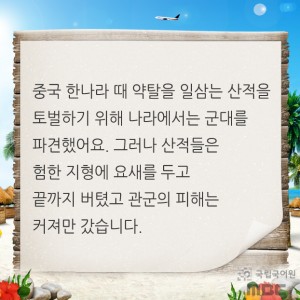 중국 한나라 때 약탈을 일삼는 산적을
토벌하기 위해 나라에서는 군대를
파견했어요. 그러나 산적들은
험한 지형에 요새를 두고
끝까지 버텼고 관군의 피해는
커져만 갔습니다.
국립국어원
MBC